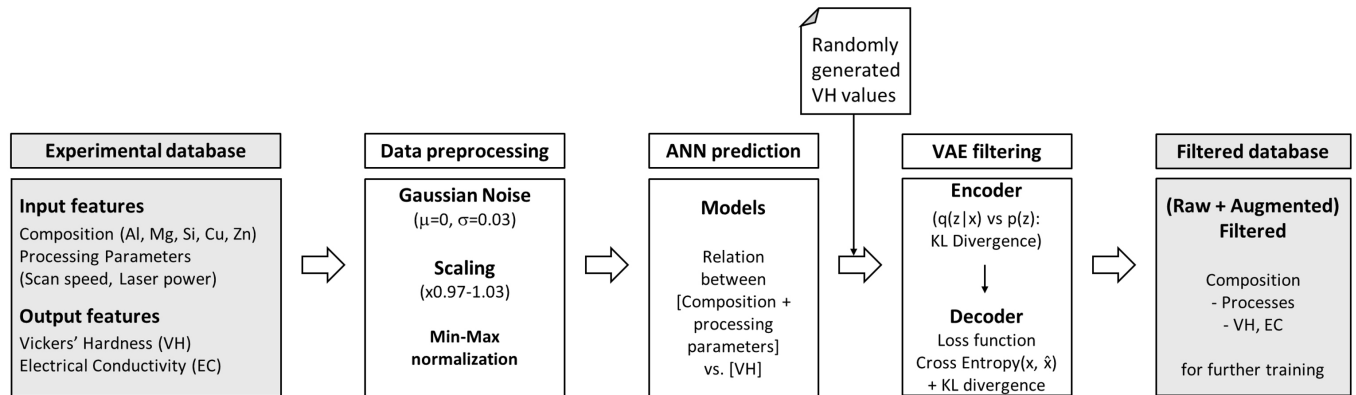 Randomly
generated
VH values
Experimental database
Input features
Composition (Al, Mg, Si, Cu, Zn)
Processing Parameters
(Scan speed, Laser power)
Output features
Vickers’ Hardness (VH)
Electrical Conductivity (EC)
Data preprocessing
Gaussian Noise
(μ=0, σ=0.03)
Scaling
(x0.97-1.03)
Min-Max
normalization
ANN prediction
Models
Relation
between
[Composition +
processing
parameters]
vs. [VH]
VAE filtering
Encoder
(q(z|x) vs p(z):
KL Divergence)
Decoder
Loss function
Cross Entropy(x, x̂)
+ KL divergence
Filtered database
(Raw + Augmented)
Filtered
Composition
- Processes
- VH, EC
for further training